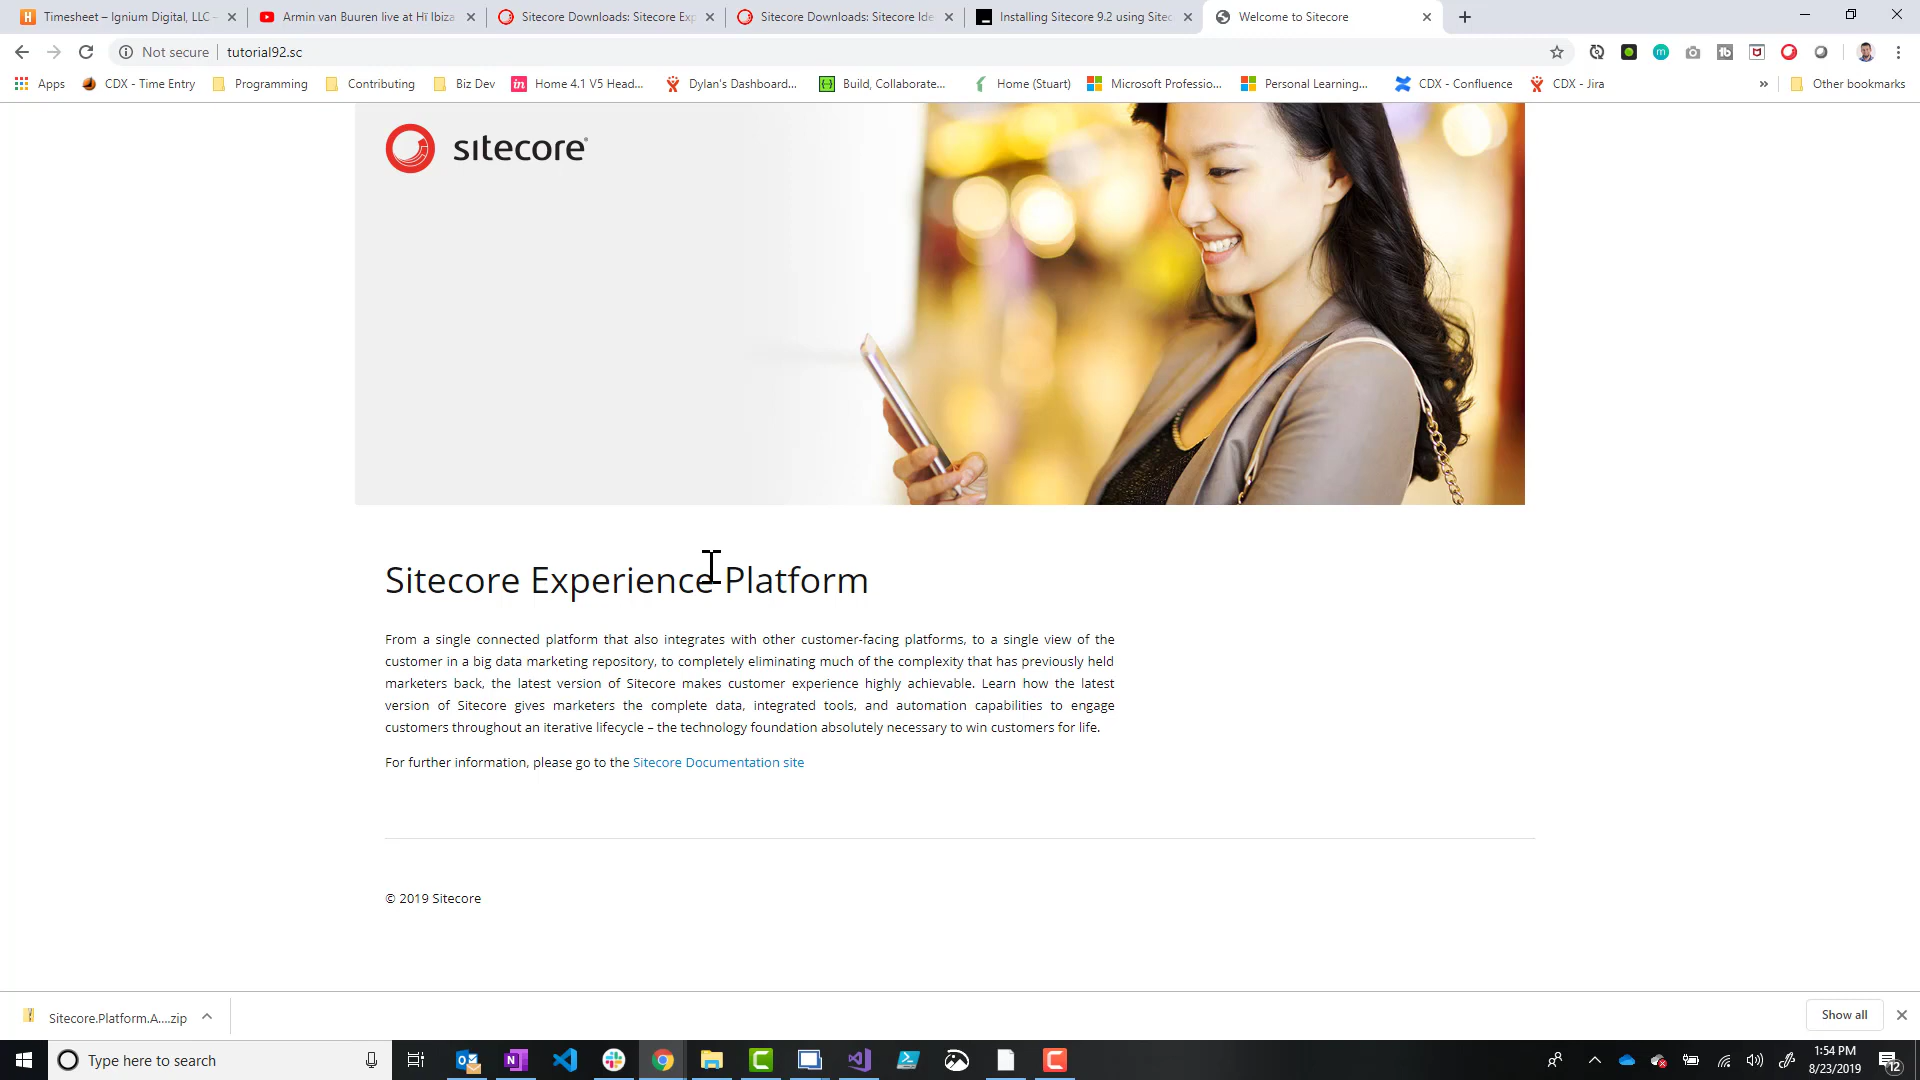 Timesheet – Ignium Digital, LLC –
Armin van Buuren live at Hï Ibiza
Sitecore Downloads: Sitecore Exp
Sitecore Downloads: Sitecore Ide
Installing Sitecore 9.2 using Sitec
Welcome to Sitecore
Not secure
tutorial92.sc
Apps
CDX - Time Entry
Programming
Contributing
Biz Dev
in
Home 4.1 V5 Head...
Dylan's Dashboard...
Build, Collaborate...
Home (Stuart)
Microsoft Professio...
Personal Learning...
CDX - Confluence
CDX - Jira
»
Other bookmarks
sitecore
Sitecore Experience Platform
From a single connected platform that also integrates with other customer-facing platforms, to a single view of the
customer in a big data marketing repository, to completely eliminating much of the complexity that has previously held
marketers back, the latest version of Sitecore makes customer experience highly achievable. Learn how the latest
version of Sitecore gives marketers the complete data, integrated tools, and automation capabilities to engage
customers throughout an iterative lifecycle – the technology foundation absolutely necessary to win customers for life.
For further information, please go to the Sitecore Documentation site
© 2019 Sitecore
Sitecore.Platform.A....zip
Show all
Type here to search
1:54 PM
8/23/2019
12